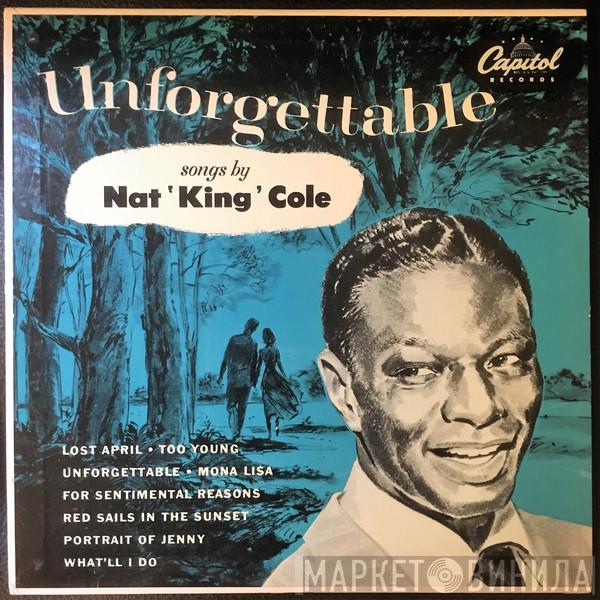 Capitol
RECORDS
Unforgettable
songs by
Nat 'King' Cole
LOST APRIL • TOO YOUNG
UNFORGETTABLE • MONA LISA
FOR SENTIMENTAL REASONS
RED SAILS IN THE SUNSET
PORTRAIT OF JENNY
WHAT'LL I DO
МАРКЕТ ВИНИЛА